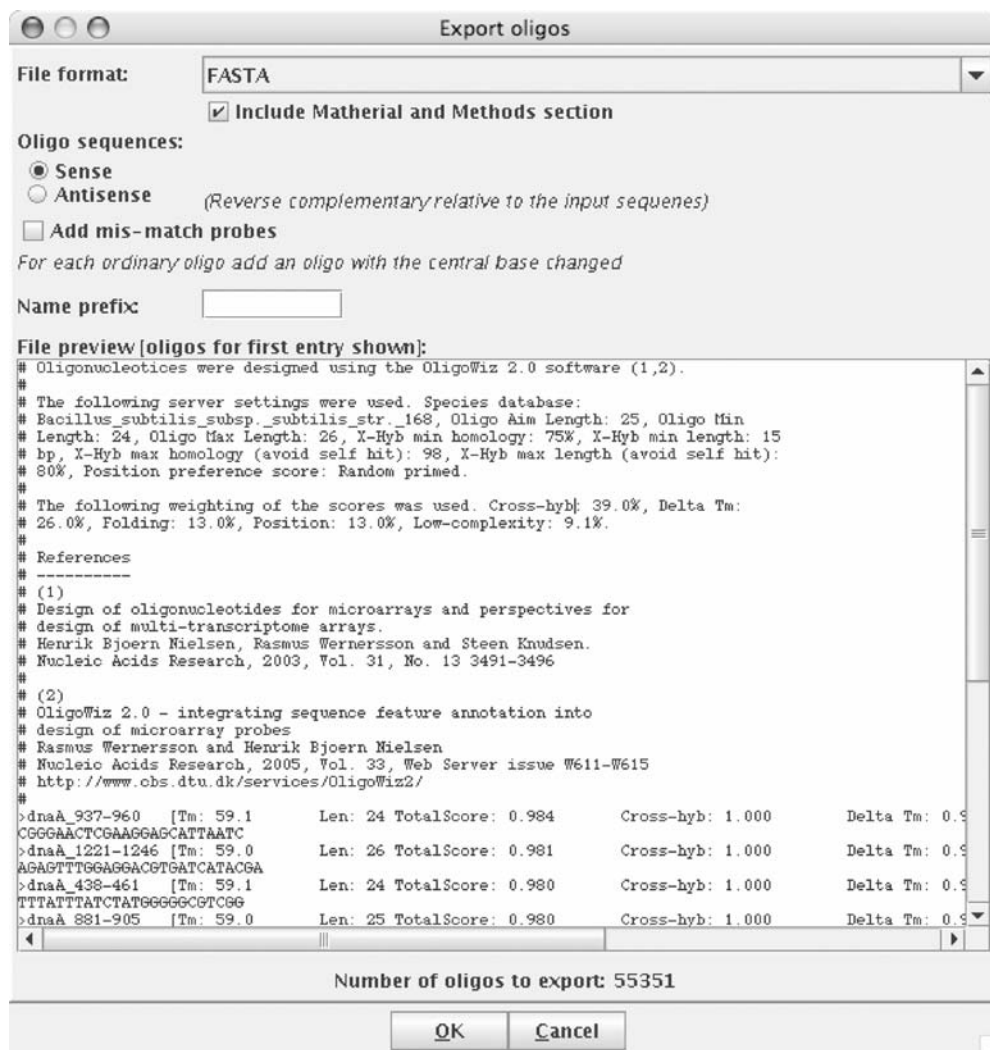 Export oligos
File format: FASTA
Include Matherial and Methods section
Oligo sequences:
Sense
Antisense (Reverse complementary relative to the input sequenes)
Add mis-match probes
For each ordinary oligo add an oligo with the central base changed
Name prefix:
File preview [oligos for first entry shown]:
# Oligonucleotices were designed using the OligoWiz 2.0 software (1,2).
#
# The following server settings were used. Species database:
# Bacillus_subtilis_subsp._subtilis_str._168, Oligo Aim Length: 25, Oligo Min
# Length: 24, Oligo Max Length: 26, X-Hyb min homology: 75%, X-Hyb min length: 15
# bp, X-Hyb max homology (avoid self hit): 98, X-Hyb max length (avoid self hit):
# 80%, Position preference score: Random primed.
#
# The following weighting of the scores was used. Cross-hyb: 39.0%, Delta Tm:
# 26.0%, Folding: 13.0%, Position: 13.0%, Low-complexity: 9.1%.
#
# References
# ----------
# (1)
# Design of oligonucleotides for microarrays and perspectives for
# design of multi-transcriptome arrays.
# Henrik Bjoern Nielsen, Rasmus Wernersson and Steen Knudsen.
# Nucleic Acids Research, 2003, Vol. 31, No. 13 3491-3496
#
# (2)
# OligoWiz 2.0 - integrating sequence feature annotation into
# design of microarray probes
# Rasmus Wernersson and Henrik Bjoern Nielsen
# Nucleic Acids Research, 2005, Vol. 33, Web Server issue W611-W615
# http://www.cbs.dtu.dk/services/OligoWiz2/
#
>dnaA_937-960 [Tm: 59.1 Len: 24 TotalScore: 0.984 Cross-hyb: 1.000 Delta Tm: 0.9
CGGGAACTCGAAGGAGCATTAATC
>dnaA_1221-1246 [Tm: 59.0 Len: 26 TotalScore: 0.981 Cross-hyb: 1.000 Delta Tm: 0.9
AGAGTTTGGAGGACGTGATCATACGA
>dnaA_438-461 [Tm: 59.1 Len: 24 TotalScore: 0.980 Cross-hyb: 1.000 Delta Tm: 0.9
TTTATTTATCTATGGGGGCGTCGG
>dnaA 881-905 [Tm: 59.0 Len: 25 TotalScore: 0.980 Cross-hyb: 1.000 Delta Tm: 0.9
Number of oligos to export: 55351
OK Cancel